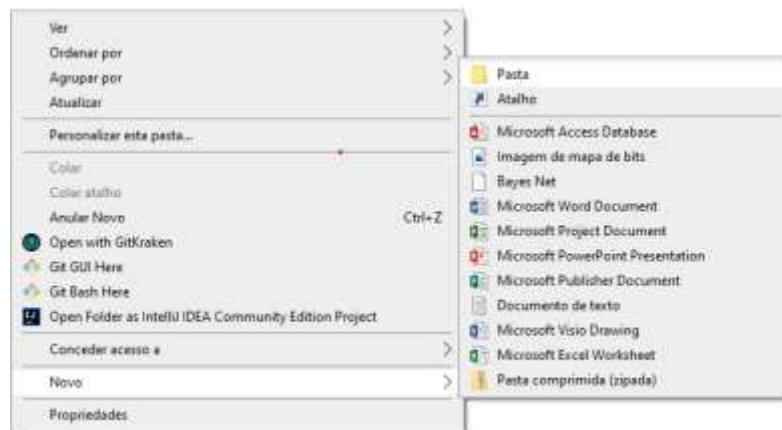 Ver
Ordenar por
Agrupar por
Atualizar
Personalizar esta pasta...
Colar
Colar atalho
Anular Novo Ctrl+Z
Open with GitKraken
Git GUI Here
Git Bash Here
Open Folder as IntelliJ IDEA Community Edition Project
Conceder acesso a
Novo
Propriedades
Pasta
Atalho
Microsoft Access Database
Imagem de mapa de bits
Bayes Net
Microsoft Word Document
Microsoft Project Document
Microsoft PowerPoint Presentation
Microsoft Publisher Document
Documento de texto
Microsoft Visio Drawing
Microsoft Excel Worksheet
Pasta comprimida (zipada)